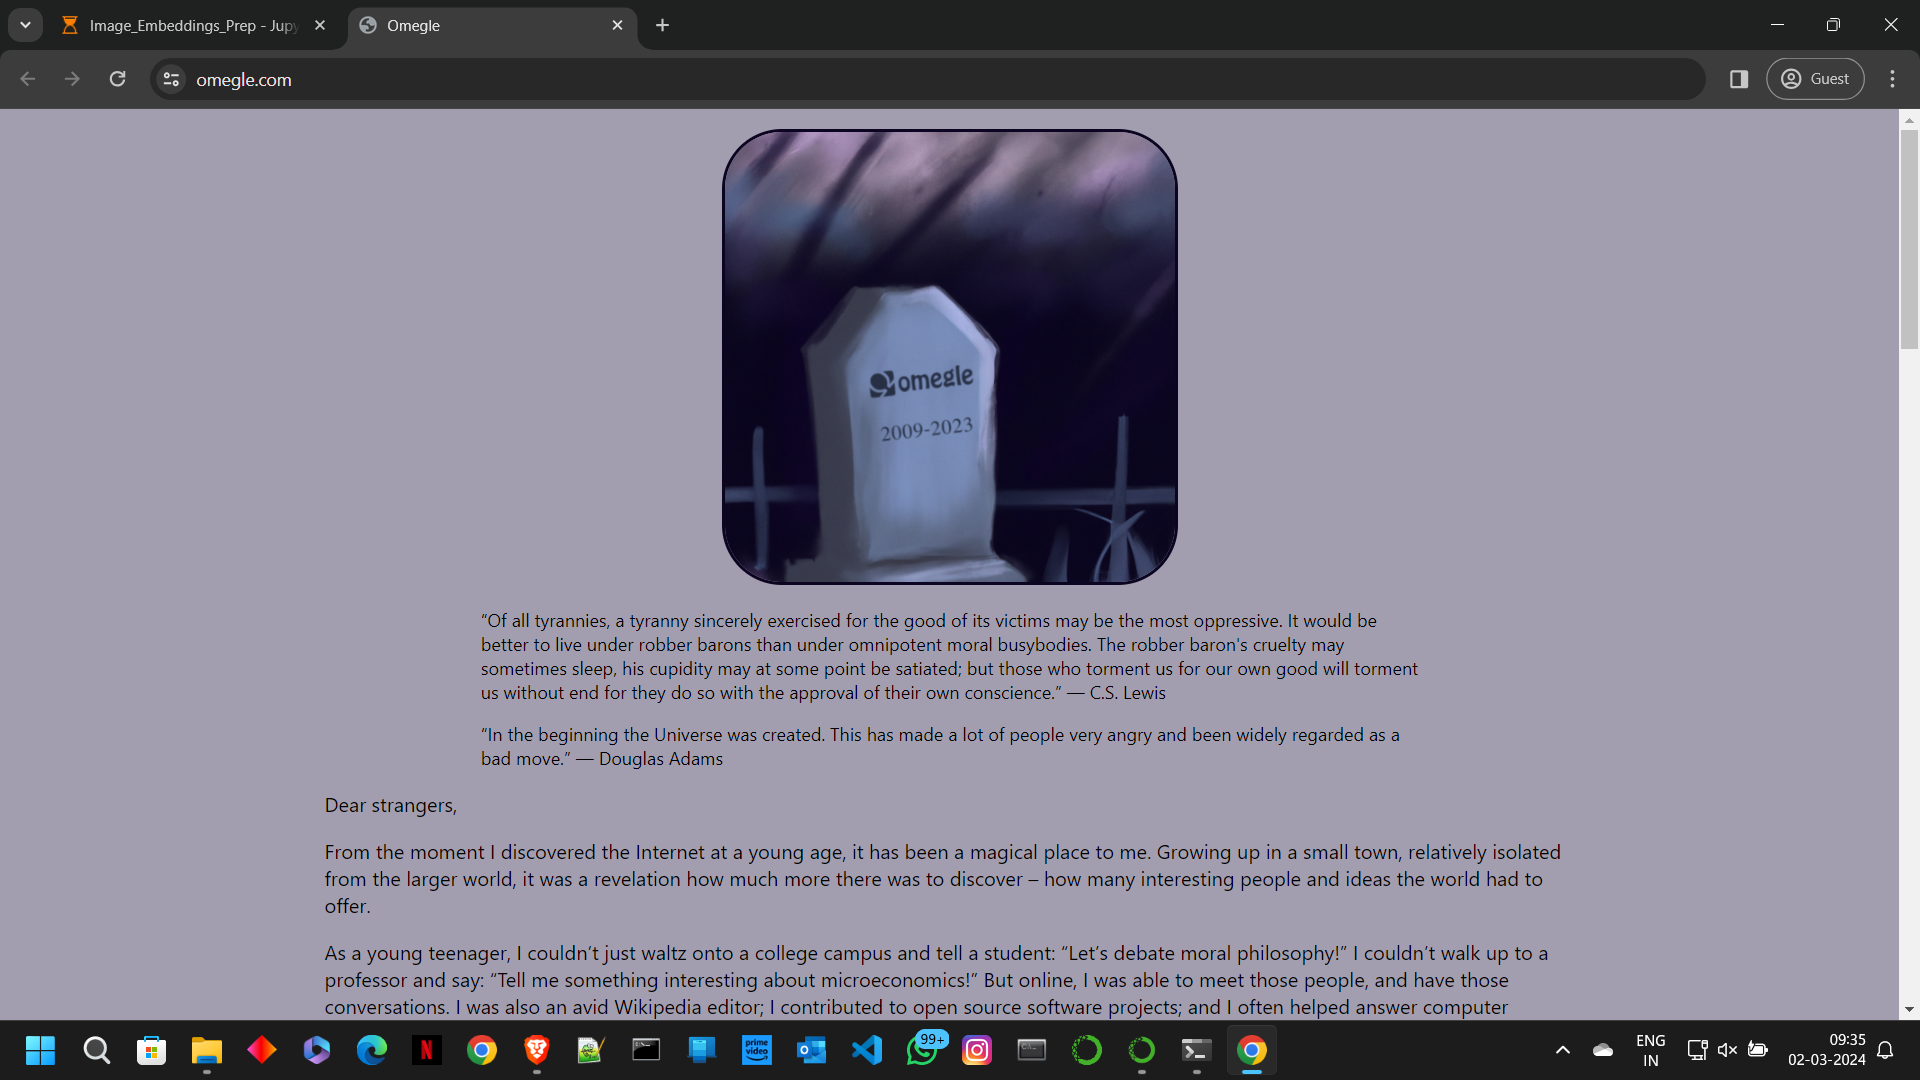 Image_Embeddings_Prep - Jupy
Omegle
omegle.com
Guest
omegle
2009-2023
“Of all tyrannies, a tyranny sincerely exercised for the good of its victims may be the most oppressive. It would be
better to live under robber barons than under omnipotent moral busybodies. The robber baron's cruelty may
sometimes sleep, his cupidity may at some point be satiated; but those who torment us for our own good will torment
us without end for they do so with the approval of their own conscience.” — C.S. Lewis
“In the beginning the Universe was created. This has made a lot of people very angry and been widely regarded as a
bad move.” — Douglas Adams
Dear strangers,
From the moment I discovered the Internet at a young age, it has been a magical place to me. Growing up in a small town, relatively isolated
from the larger world, it was a revelation how much more there was to discover – how many interesting people and ideas the world had to
offer.
As a young teenager, I couldn’t just waltz onto a college campus and tell a student: “Let’s debate moral philosophy!” I couldn’t walk up to a
professor and say: “Tell me something interesting about microeconomics!” But online, I was able to meet those people, and have those
conversations. I was also an avid Wikipedia editor; I contributed to open source software projects; and I often helped answer computer
N
prime video
99+
ENG
IN
09:35
02-03-2024